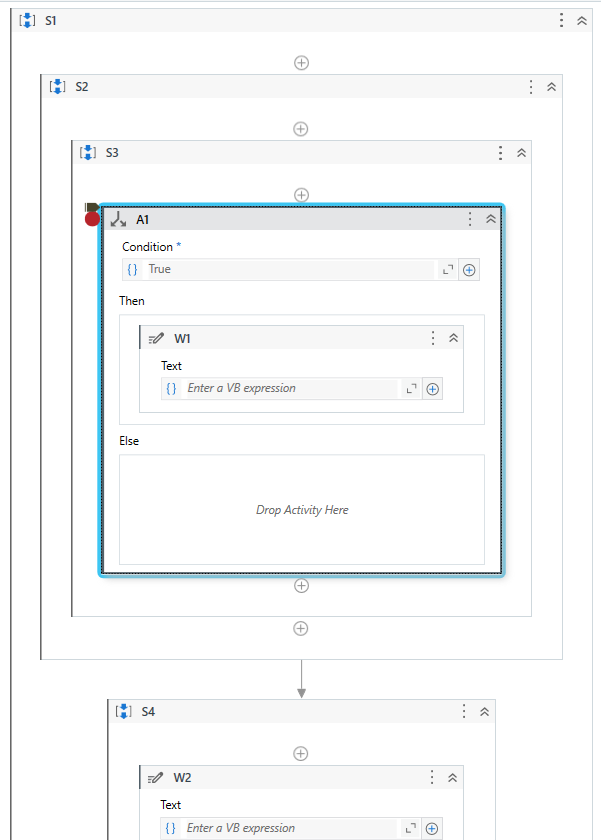 S1
S2
S3
A1
Condition *
{} True
Then
W1
Text
{} Enter a VB expression
Else
Drop Activity Here
S4
W2
Text
{} Enter a VB expression